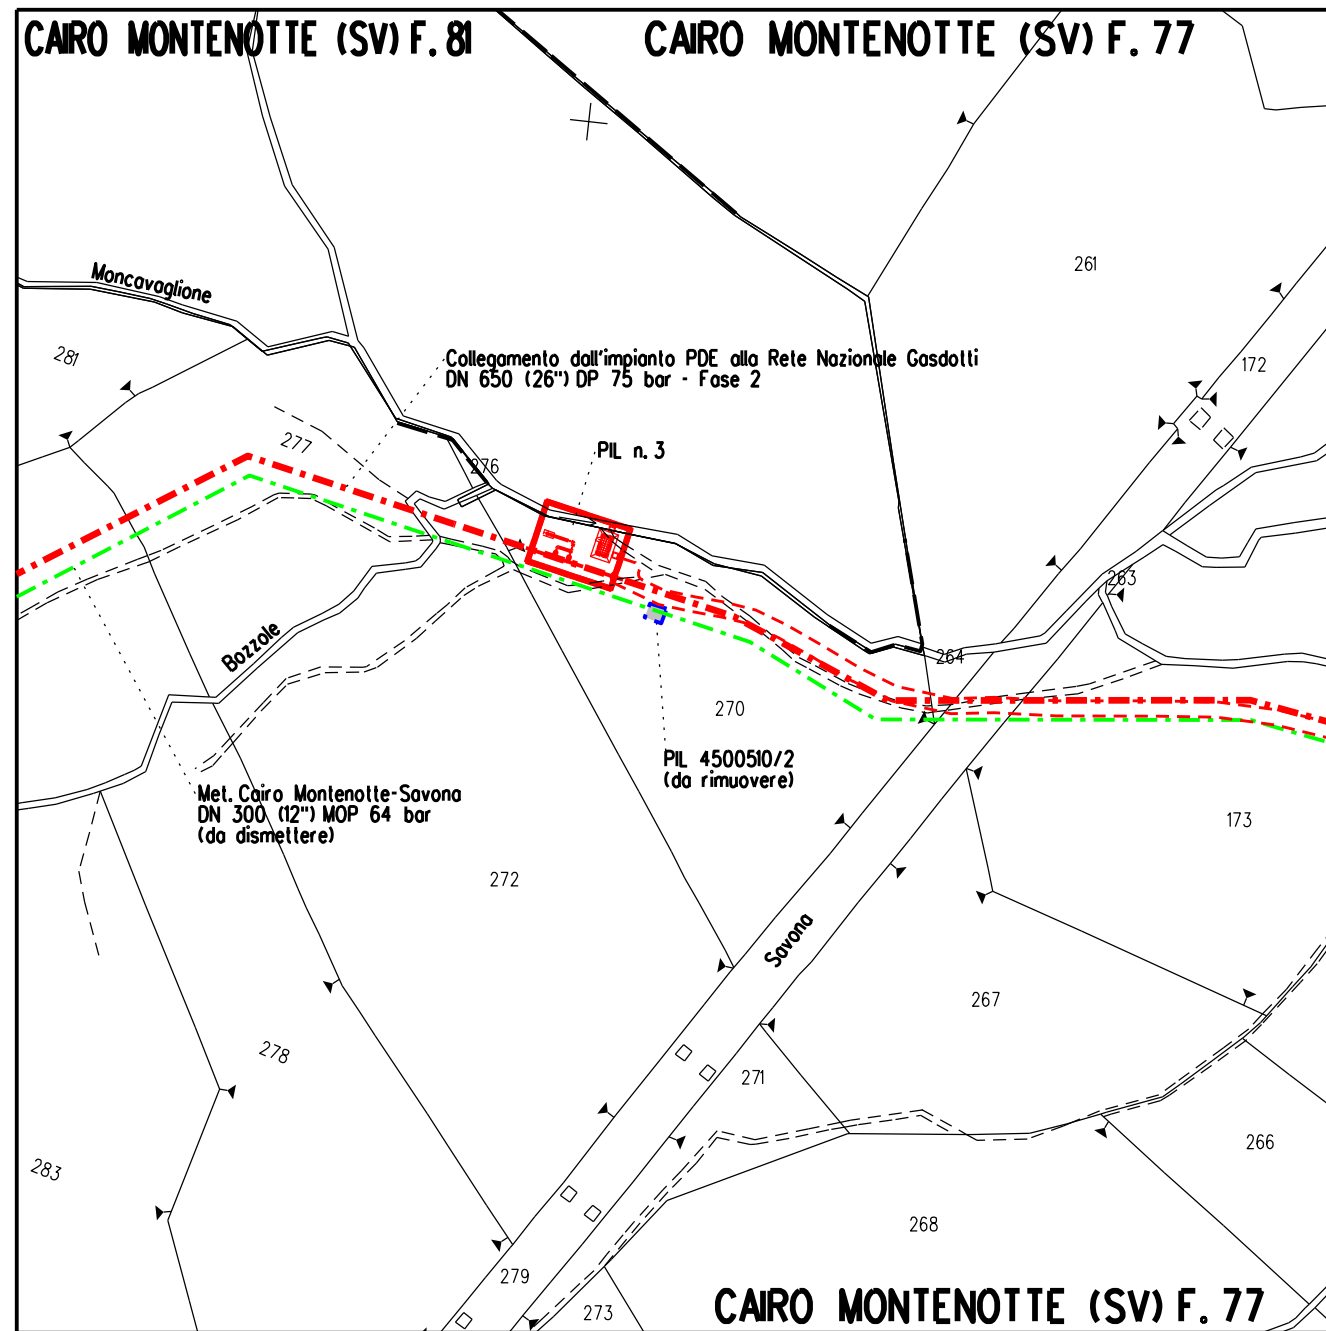 CAIRO MONTENOTTE (SV) F. 81
CAIRO MONTENOTTE (SV) F. 77
261
Moncavaglione
281
Collegamento dall'impianto PDE alla Rete Nazionale Gasdotti
DN 650 (26") DP 75 bar - Fase 2
172
277
PIL n. 3
276
263
Bozzole
264
270
PIL 4500510/2
(da rimuovere)
Met. Cairo Montenotte-Savona
DN 300 (12") MOP 64 bar
(da dismettere)
173
272
Savona
267
278
271
266
283
268
279
273
CAIRO MONTENOTTE (SV) F. 77